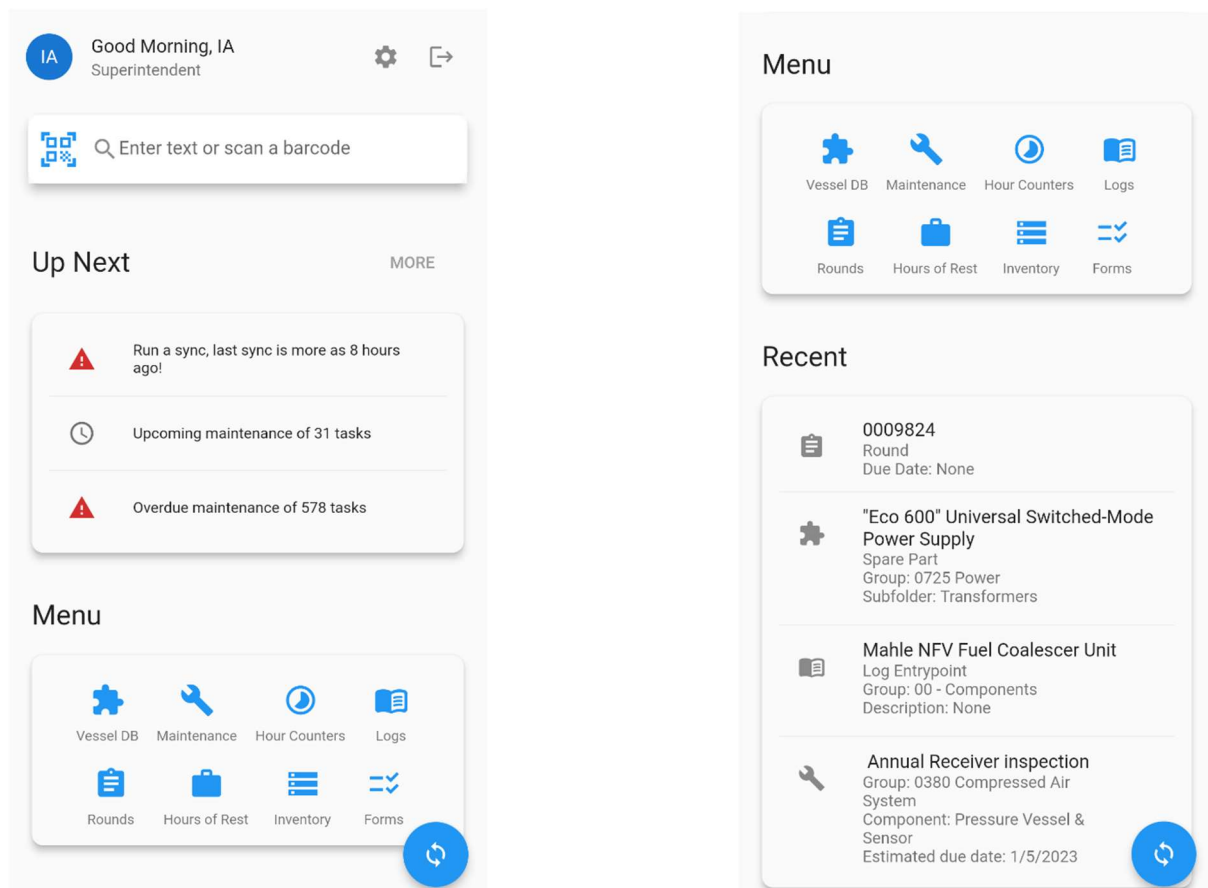 IA
Good Morning, IA
Superintendent
Enter text or scan a barcode
Up Next
MORE
Run a sync, last sync is more as 8 hours
ago!
Upcoming maintenance of 31 tasks
Overdue maintenance of 578 tasks
Menu
Vessel DB Maintenance Hour Counters Logs
Rounds Hours of Rest Inventory Forms
Menu
Vessel DB Maintenance Hour Counters Logs
Rounds Hours of Rest Inventory Forms
Recent
0009824
Round
Due Date: None
"Eco 600" Universal Switched-Mode
Power Supply
Spare Part
Group: 0725 Power
Subfolder: Transformers
Mahle NFV Fuel Coalescer Unit
Log Entrypoint
Group: 00 - Components
Description: None
Annual Receiver inspection
Group: 0380 Compressed Air
System
Component: Pressure Vessel &
Sensor
Estimated due date: 1/5/2023